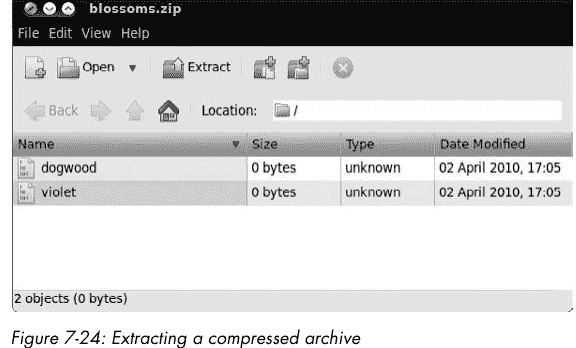 blossoms.zip
File Edit View Help
Open Extract
Back Location: /
Name Size Type Date Modified
dogwood 0 bytes unknown 02 April 2010, 17:05
violet 0 bytes unknown 02 April 2010, 17:05
2 objects (0 bytes)
Figure 7-24: Extracting a compressed archive